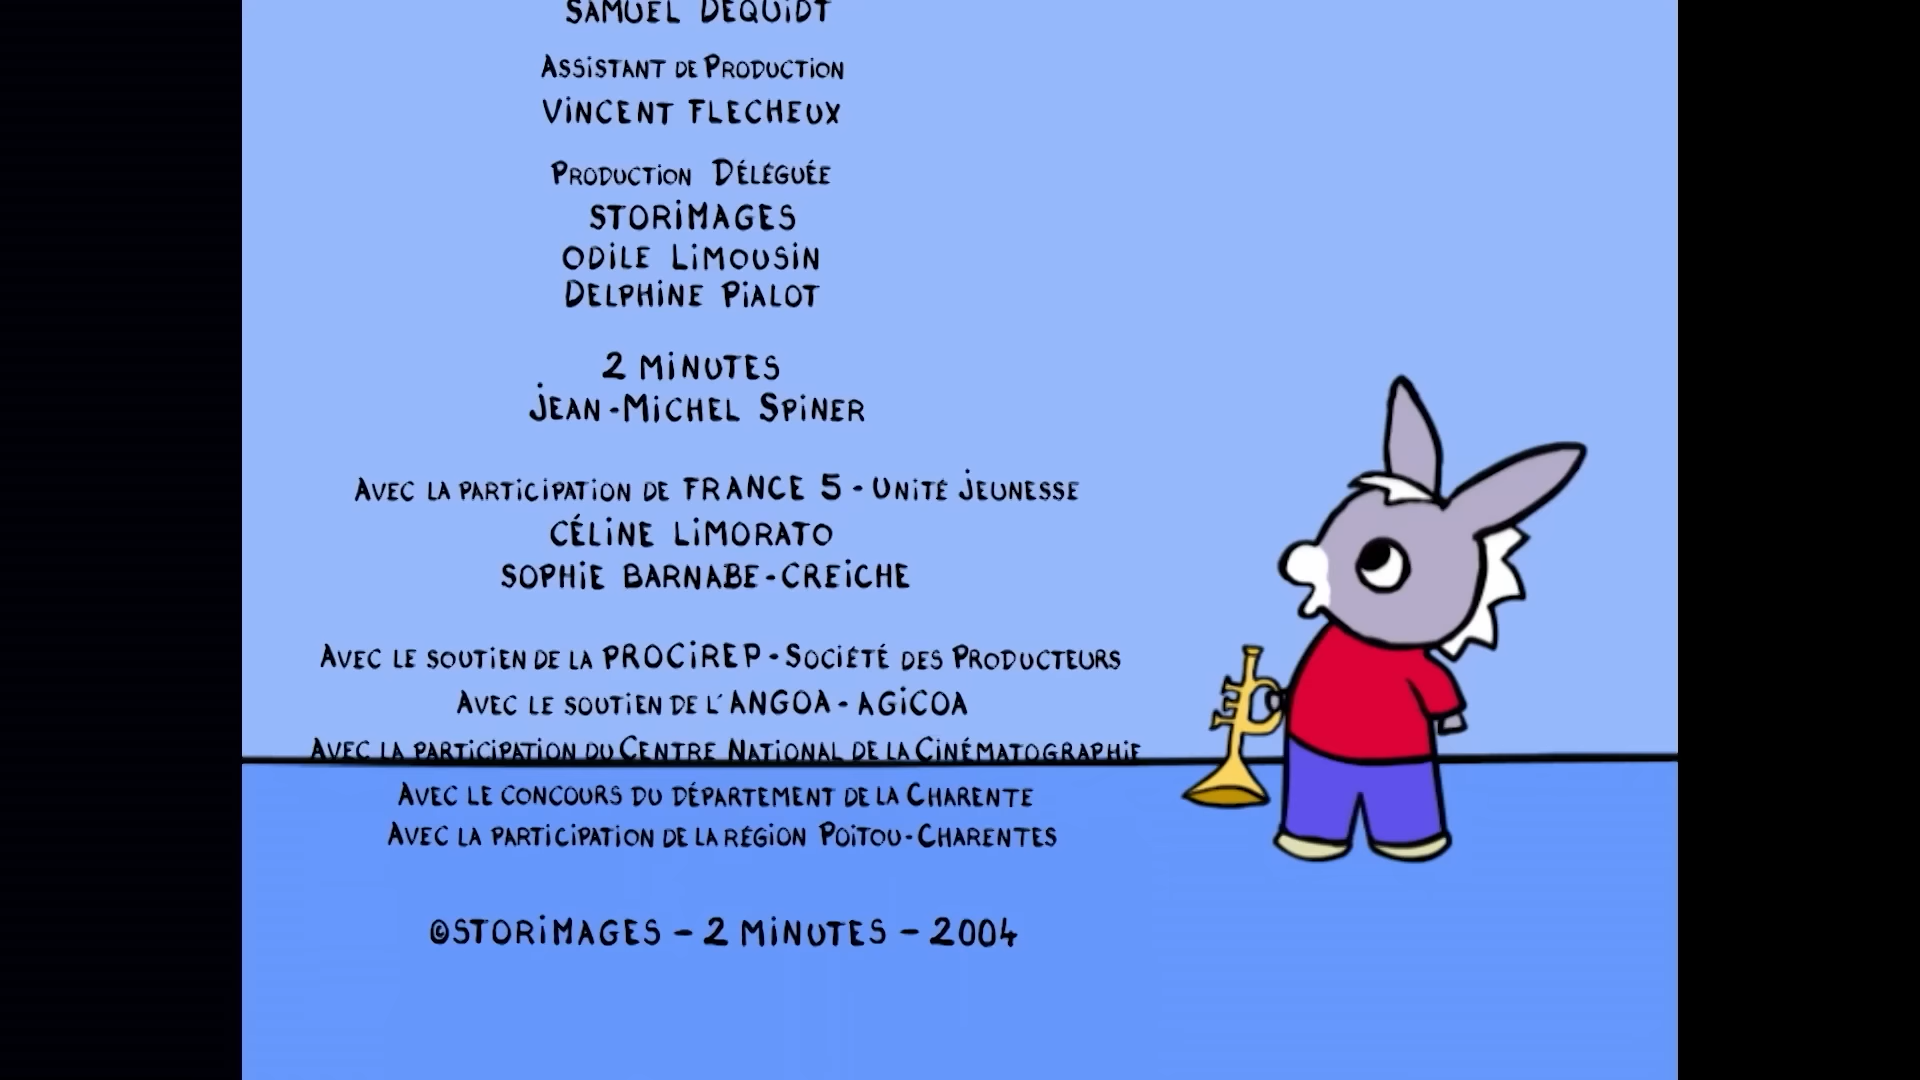 SAMUEL DEQUiDT
ASSiSTANT DE PRODUCTiON
ViNCENT FLECHEUX
PRODUCTiON DÉLÉGUÉE
STORiMAGES
ODiLE LiMOUSiN
DELPHiNE PiALOT
2 MiNUTES
jEAN-MiCHEL SPiNER
AVEC LA PARTiCiPATiON DE FRANCE 5 - UNiTÉ jEUNESSE
CÉLiNE LiMORATO
SOPHiE BARNABE-CREiCHE
AVEC LE SOUTiEN DE LA PROCiREP - SOCiÉTÉ DES PRODUCTEURS
AVEC LE SOUTiEN DE L'ANGOA - AGiCOA
AVEC LA PARTiCiPATiON DU CENTRE NATiONAL DE LA CiNÉMATOGRAPHiE
AVEC LE CONCOURS DU DÉPARTEMENT DE LA CHARENTE
AVEC LA PARTiCiPATiON DE LA RÉGiON POiTOU-CHARENTES
©STORiMAGES - 2 MiNUTES - 2004